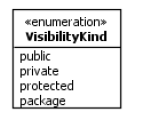 «enumeration»
VisibilityKind
public
private
protected
package